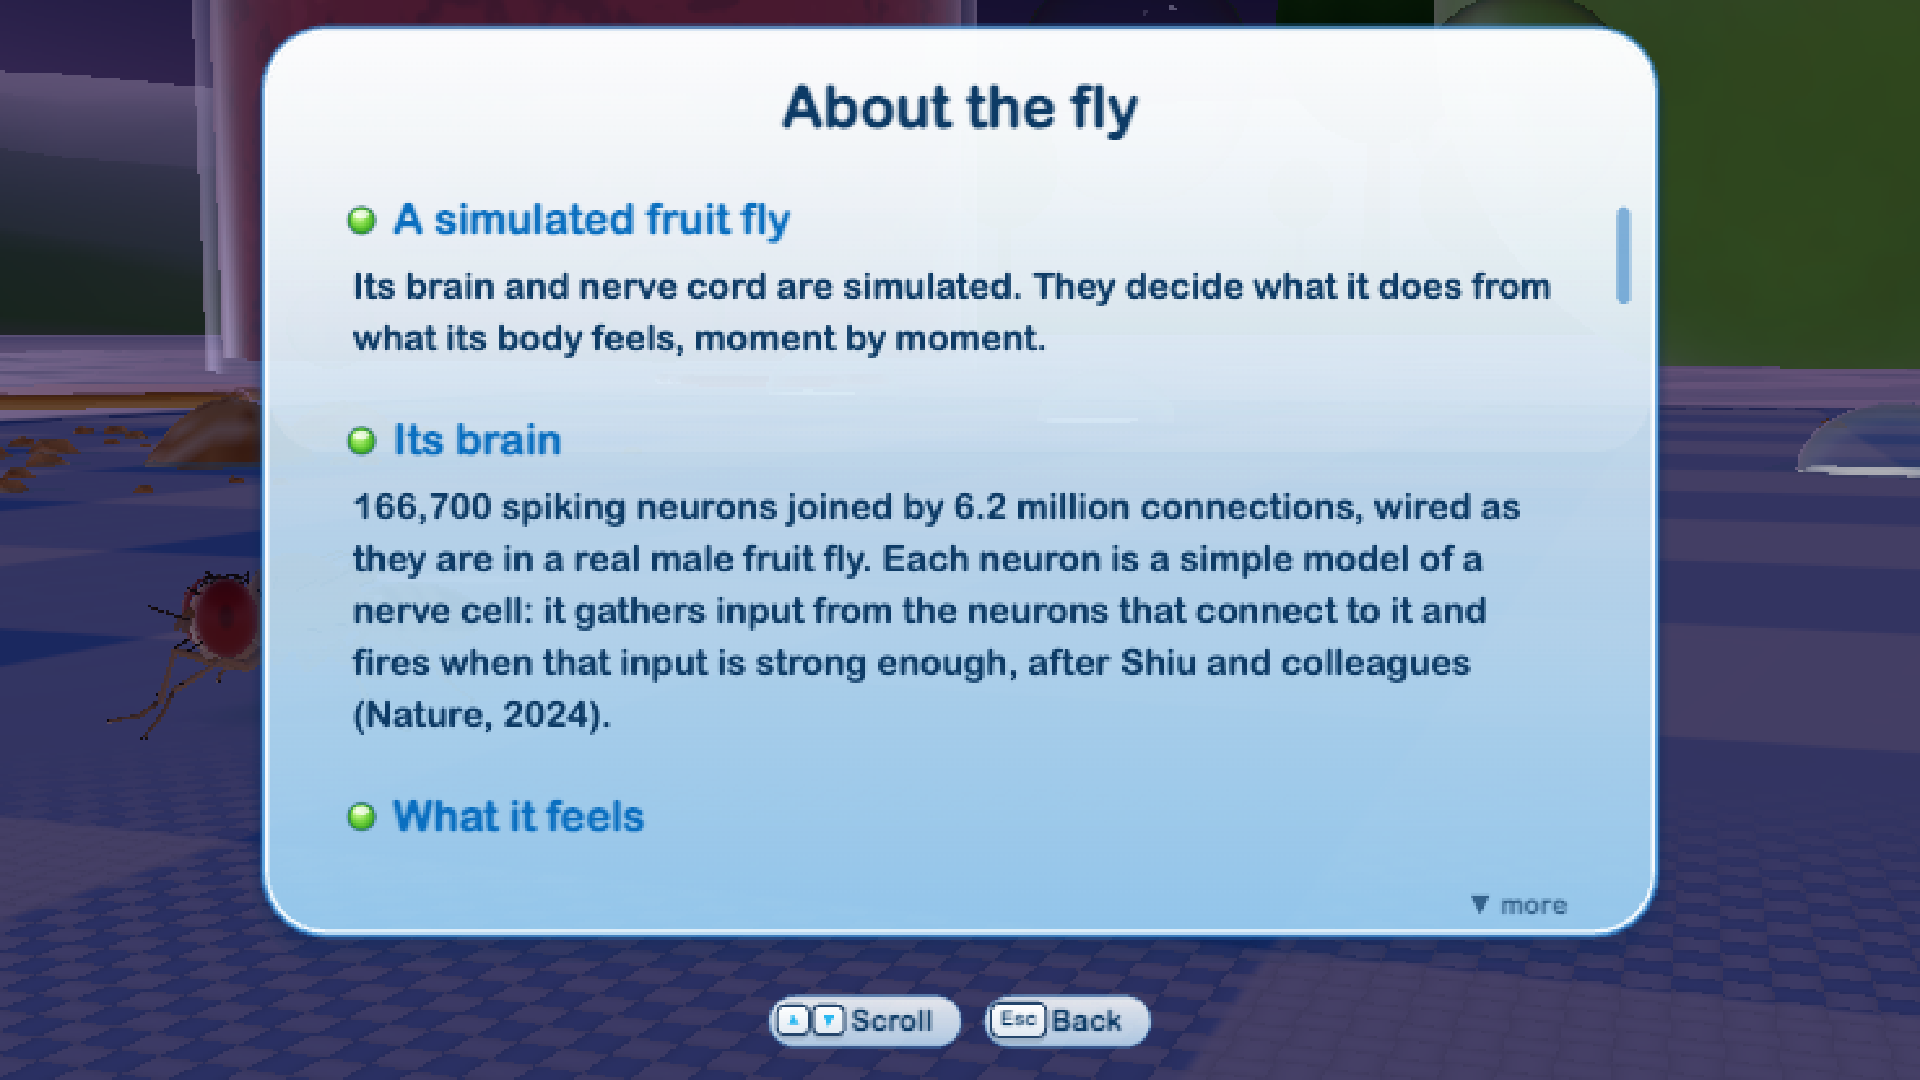 About the fly
A simulated fruit fly
Its brain and nerve cord are simulated. They decide what it does from
what its body feels, moment by moment.
Its brain
166,700 spiking neurons joined by 6.2 million connections, wired as
they are in a real male fruit fly. Each neuron is a simple model of a
nerve cell: it gathers input from the neurons that connect to it and
fires when that input is strong enough, after Shiu and colleagues
(Nature, 2024).
What it feels
▼ more
▲ ▼ Scroll
Esc Back